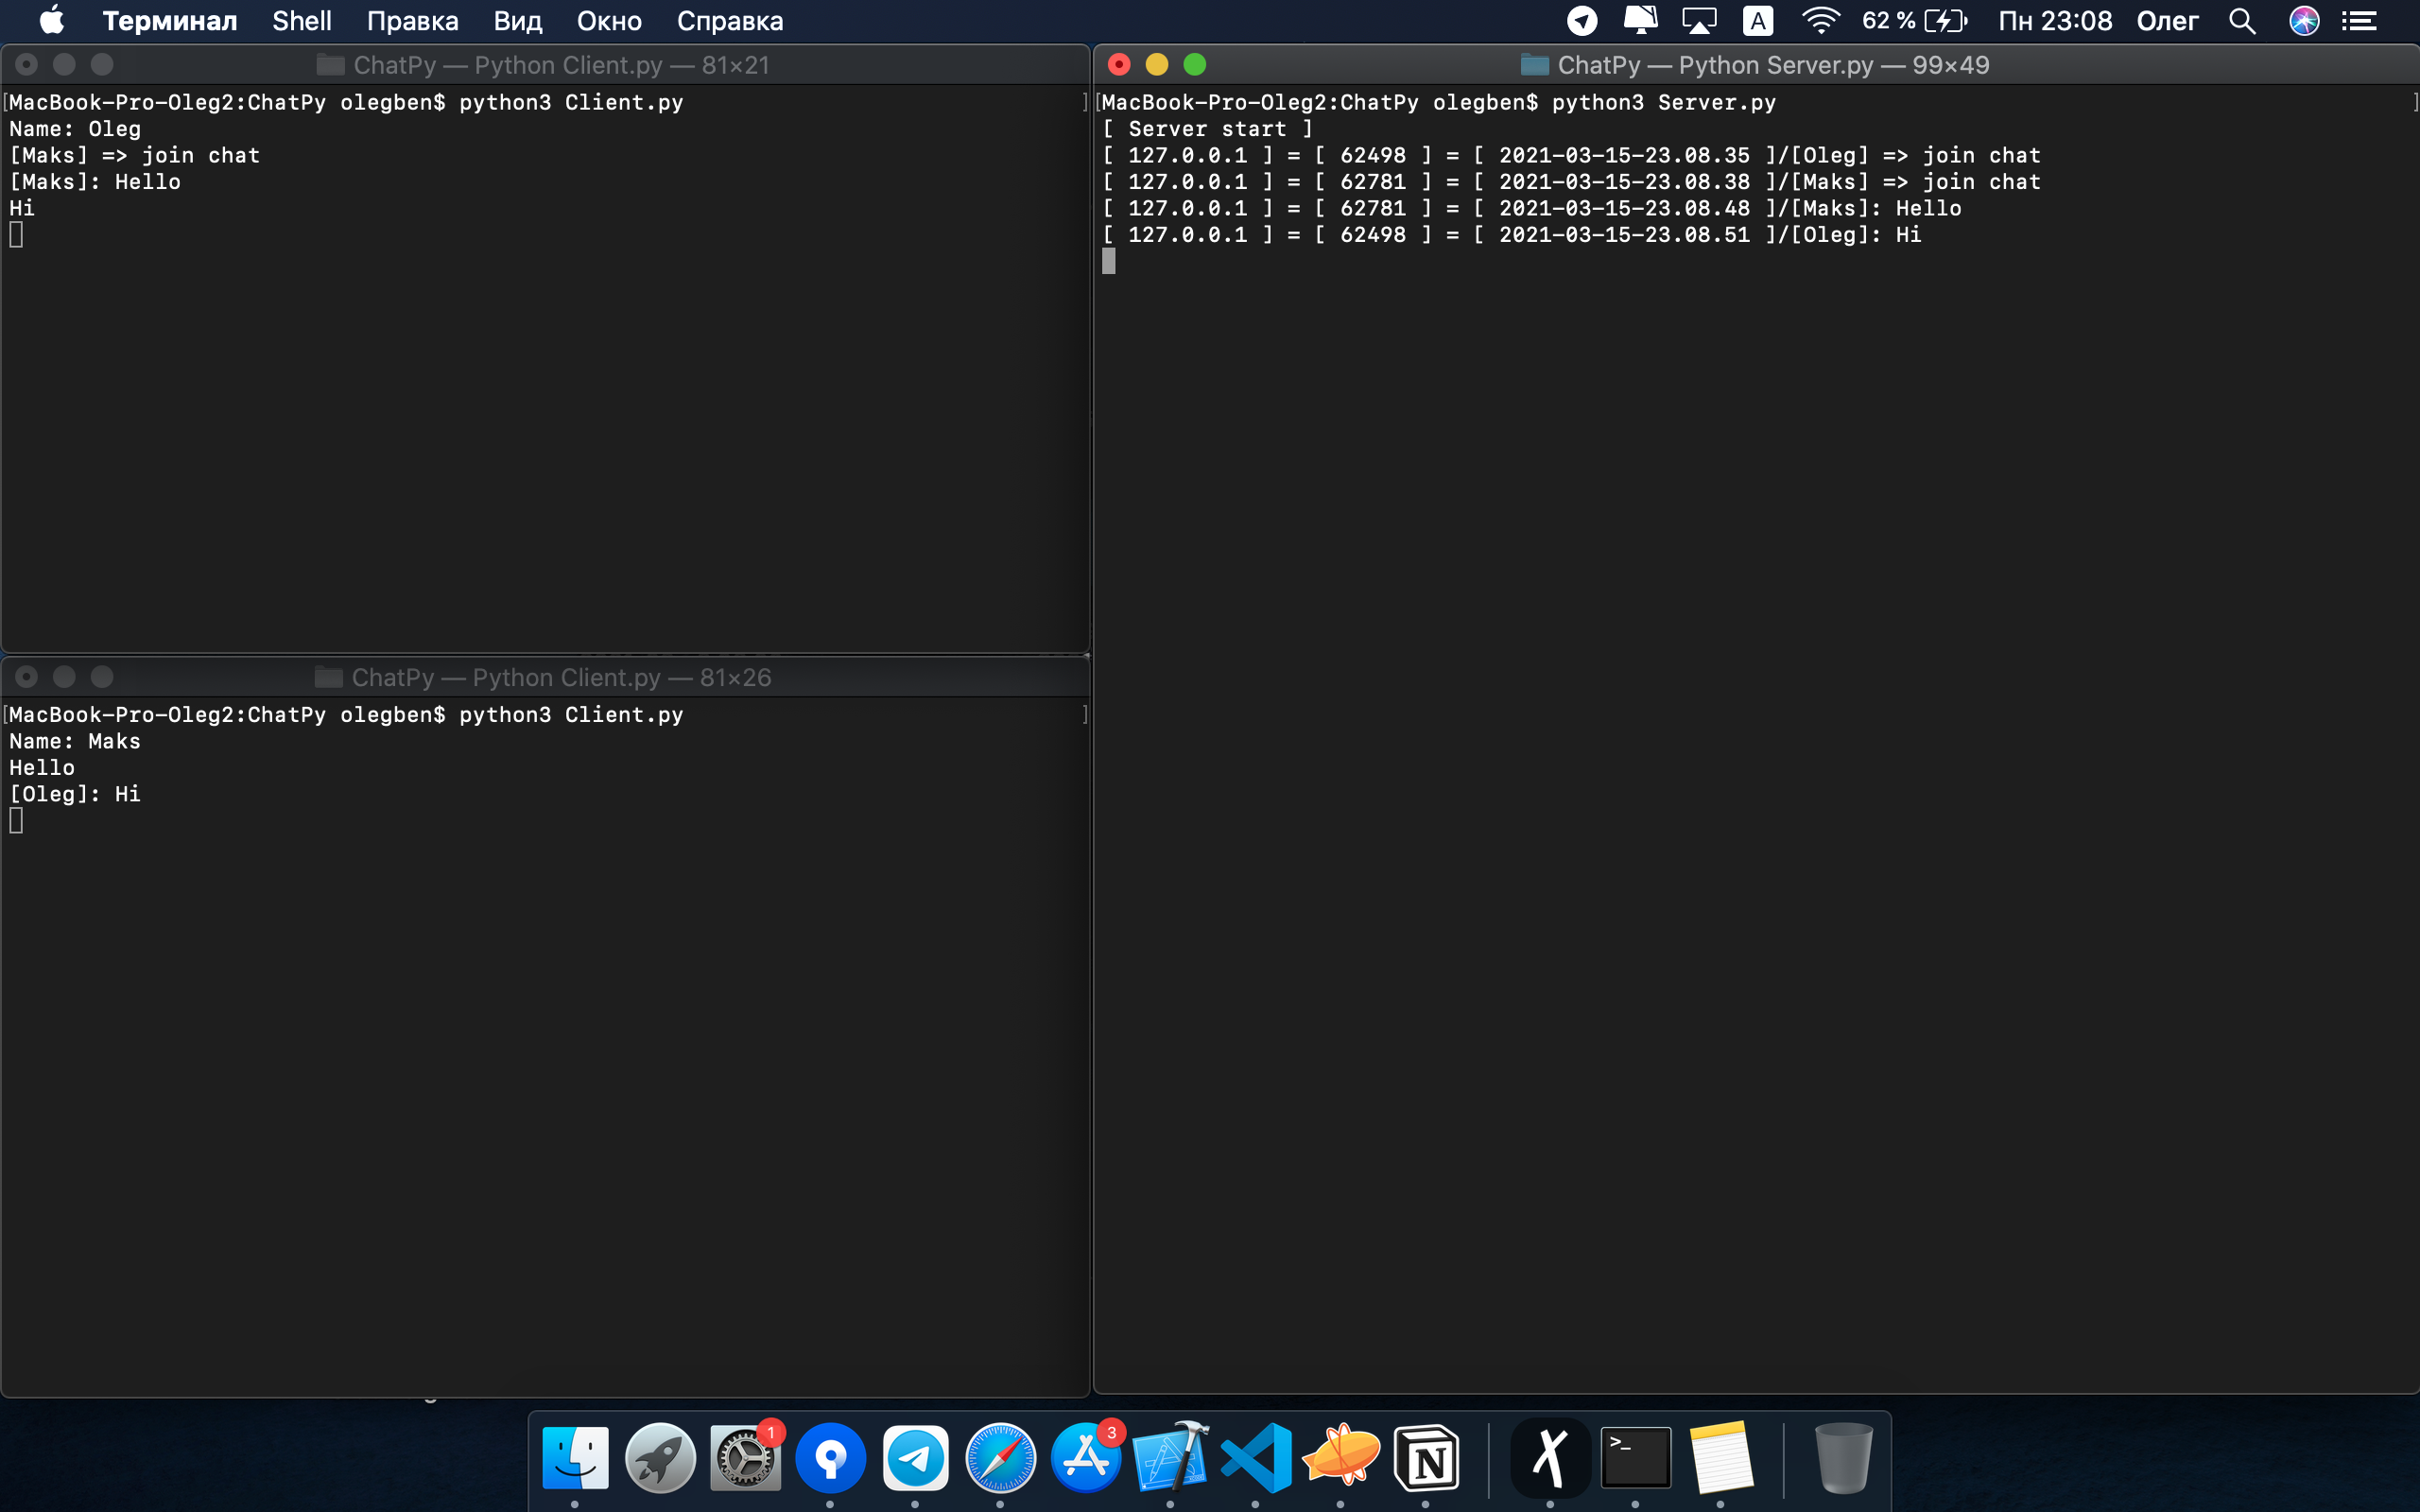 Терминал Shell Правка Вид Окно Справка A 62 % Пн 23:08 Олег
ChatPy — Python Client.py — 81×21
[MacBook-Pro-Oleg2:ChatPy olegben$ python3 Client.py ]
Name: Oleg
[Maks] => join chat
[Maks]: Hello
Hi
ChatPy — Python Client.py — 81×26
[MacBook-Pro-Oleg2:ChatPy olegben$ python3 Client.py ]
Name: Maks
Hello
[Oleg]: Hi
ChatPy — Python Server.py — 99×49
[MacBook-Pro-Oleg2:ChatPy olegben$ python3 Server.py ]
[ Server start ]
[ 127.0.0.1 ] = [ 62498 ] = [ 2021-03-15-23.08.35 ]/[Oleg] => join chat
[ 127.0.0.1 ] = [ 62781 ] = [ 2021-03-15-23.08.38 ]/[Maks] => join chat
[ 127.0.0.1 ] = [ 62781 ] = [ 2021-03-15-23.08.48 ]/[Maks]: Hello
[ 127.0.0.1 ] = [ 62498 ] = [ 2021-03-15-23.08.51 ]/[Oleg]: Hi
1 3 N X >_